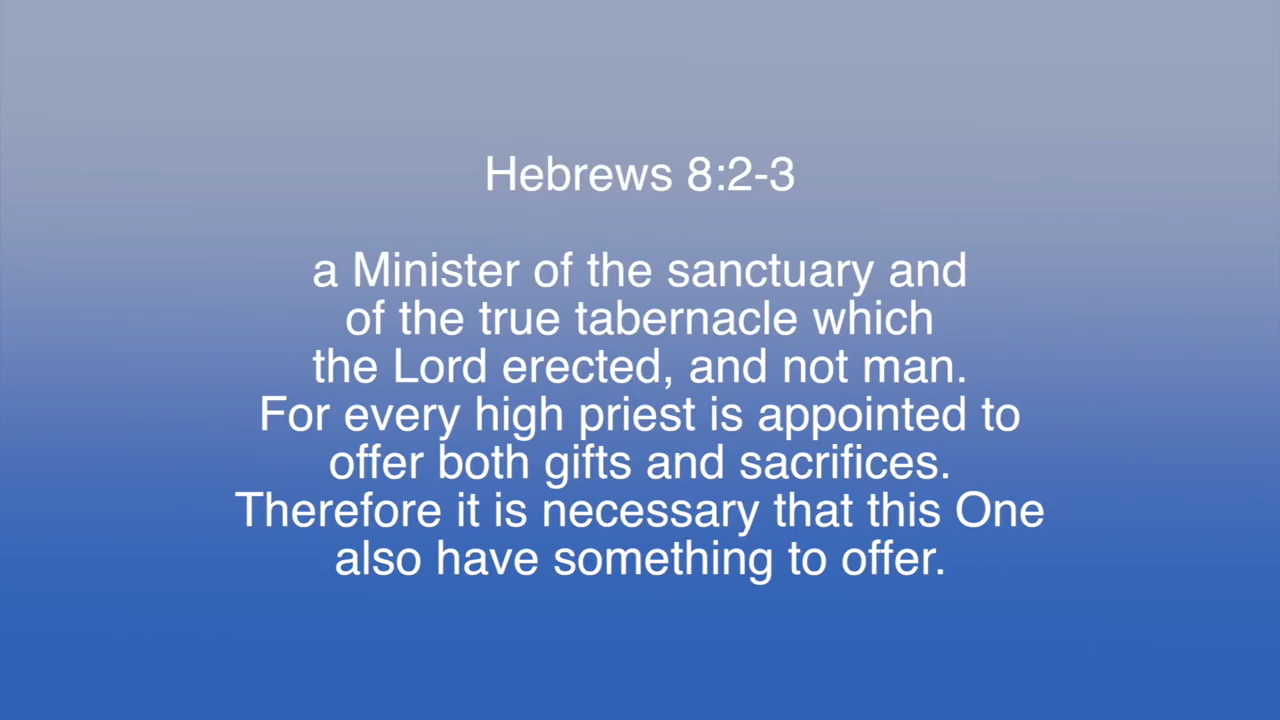 Hebrews 8:2-3
a Minister of the sanctuary and
of the true tabernacle which
the Lord erected, and not man.
For every high priest is appointed to
offer both gifts and sacrifices.
Therefore it is necessary that this One
also have something to offer.